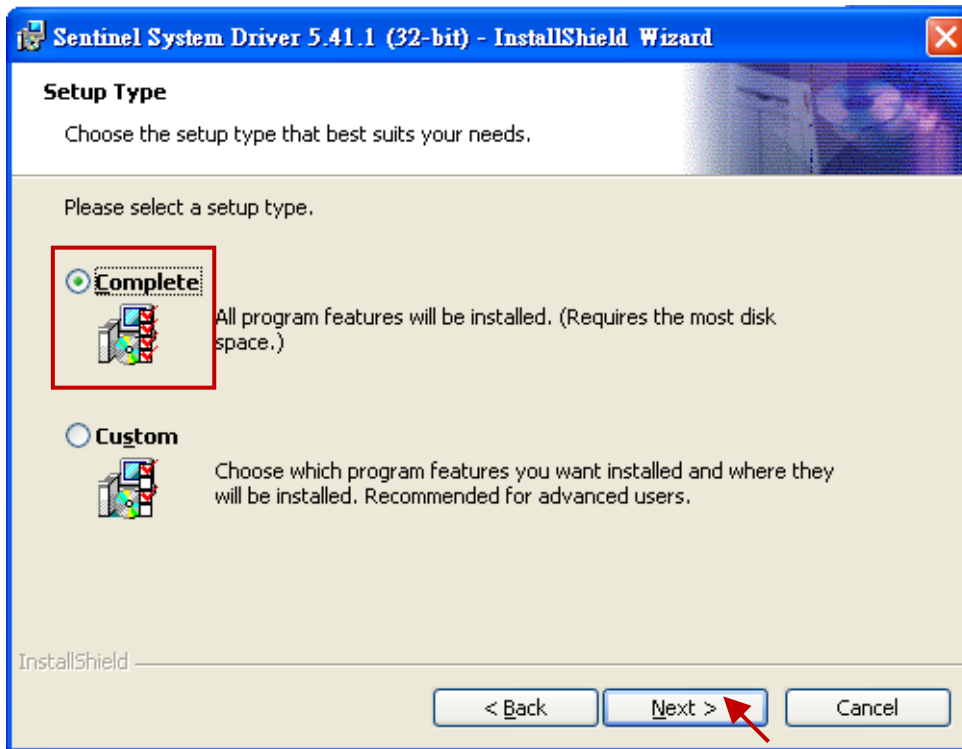 Sentinel System Driver 5.41.1 (32-bit) - InstallShield Wizard
Setup Type
Choose the setup type that best suits your needs.
Please select a setup type.
Complete
All program features will be installed. (Requires the most disk
space.)
Custom
Choose which program features you want installed and where they
will be installed. Recommended for advanced users.
InstallShield
< Back
Next >
Cancel